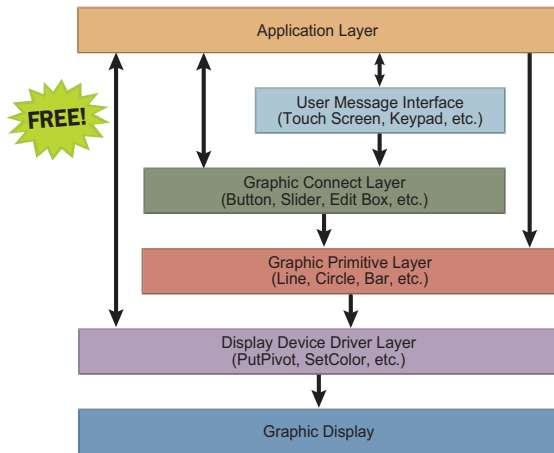 Application Layer
FREE!
User Message Interface
(Touch Screen, Keypad, etc.)
Graphic Connect Layer
(Button, Slider, Edit Box, etc.)
Graphic Primitive Layer
(Line, Circle, Bar, etc.)
Display Device Driver Layer
(PutPivot, SetColor, etc.)
Graphic Display